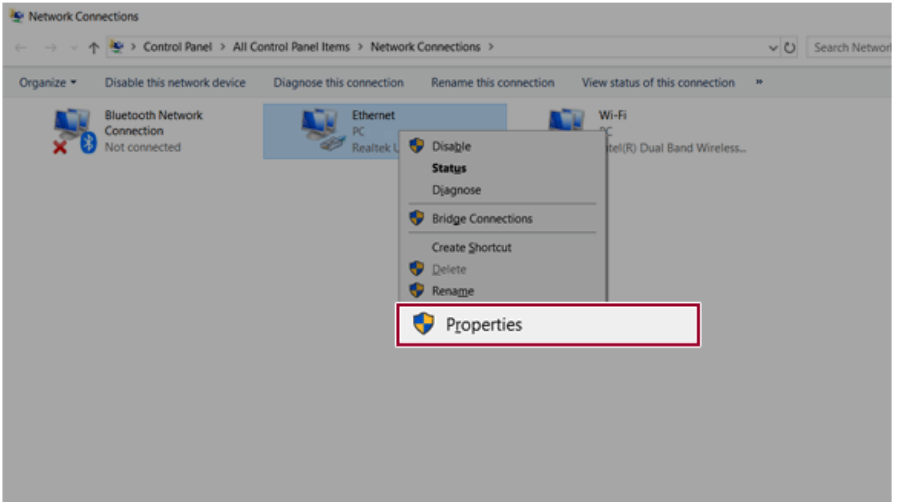 Network Connections
Control Panel > All Control Panel Items > Network Connections >
Search Networ
Organize Disable this network device Diagnose this connection Rename this connection View status of this connection »
Bluetooth Network
Connection
Not connected
Ethernet
PC
Realtek
Wi-Fi
PC
tel(R) Dual Band Wireless...
Disable
Status
Diagnose
Bridge Connections
Create Shortcut
Delete
Rename
Properties